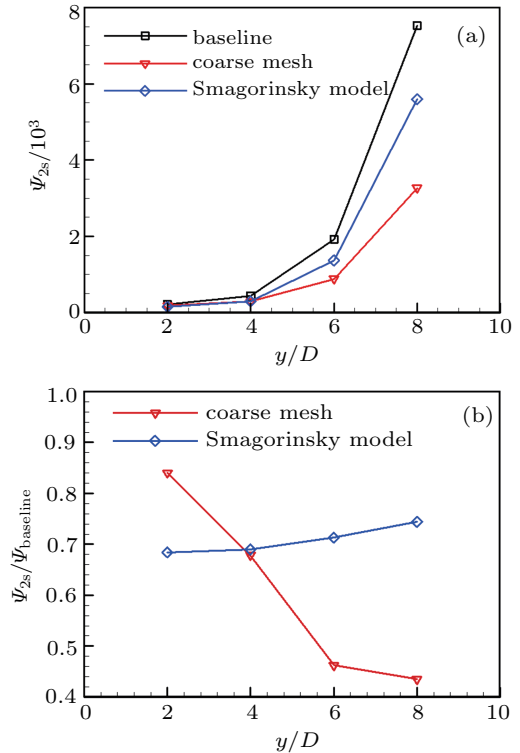 8
6
4
2
0
Ψ2s/10³
baseline
coarse mesh
Smagorinsky model
(a)
0
2
4
6
8
10
y/D
1.0
0.9
0.8
0.7
0.6
0.5
0.4
Ψ2s/Ψbaseline
coarse mesh
Smagorinsky model
(b)
0
2
4
6
8
10
y/D